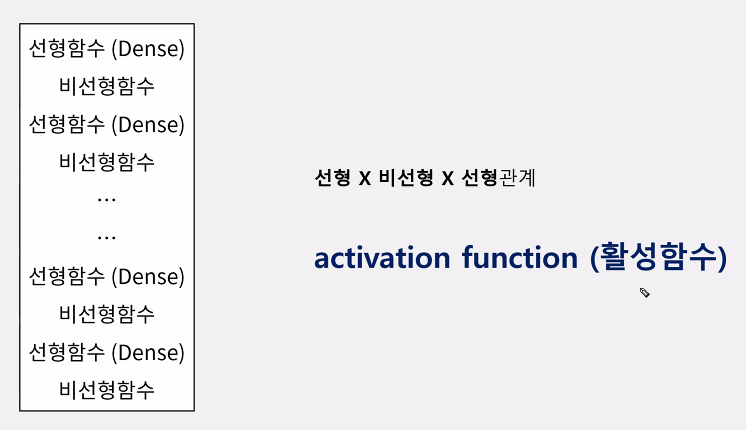 선형함수 (Dense)
비선형함수
선형함수 (Dense)
비선형함수
...
...
선형함수 (Dense)
비선형함수
선형함수 (Dense)
비선형함수
선형 X 비선형 X 선형관계
activation function (활성함수)